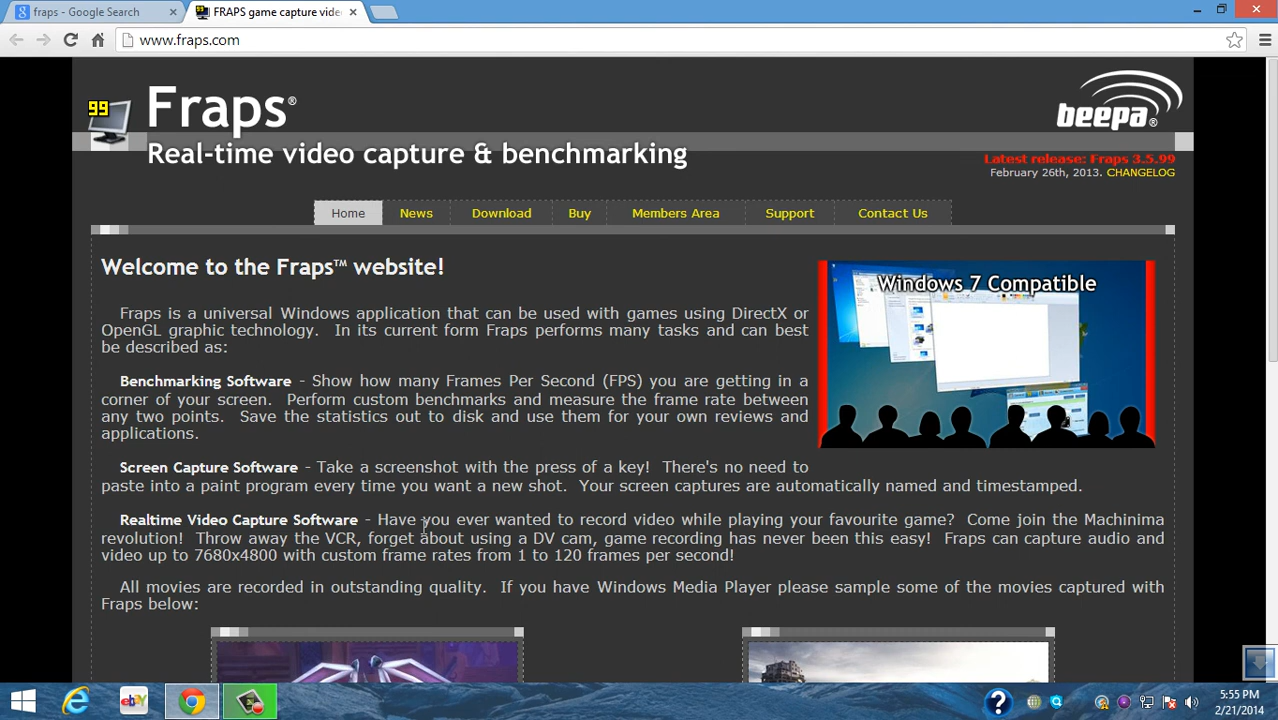 fraps - Google Search
FRAPS game capture vide
www.fraps.com
99
Fraps®
beepa®
Real-time video capture & benchmarking
Latest release: Fraps 3.5.99
February 26th, 2013. CHANGELOG
Home News Download Buy Members Area Support Contact Us
Welcome to the Fraps™ website!
Windows 7 Compatible
Fraps is a universal Windows application that can be used with games using DirectX or
OpenGL graphic technology. In its current form Fraps performs many tasks and can best
be described as:
Benchmarking Software - Show how many Frames Per Second (FPS) you are getting in a
corner of your screen. Perform custom benchmarks and measure the frame rate between
any two points. Save the statistics out to disk and use them for your own reviews and
applications.
Screen Capture Software - Take a screenshot with the press of a key! There's no need to
paste into a paint program every time you want a new shot. Your screen captures are automatically named and timestamped.
Realtime Video Capture Software - Have you ever wanted to record video while playing your favourite game? Come join the Machinima
revolution! Throw away the VCR, forget about using a DV cam, game recording has never been this easy! Fraps can capture audio and
video up to 7680x4800 with custom frame rates from 1 to 120 frames per second!
All movies are recorded in outstanding quality. If you have Windows Media Player please sample some of the movies captured with
Fraps below:
ebY
5:55 PM
2/21/2014